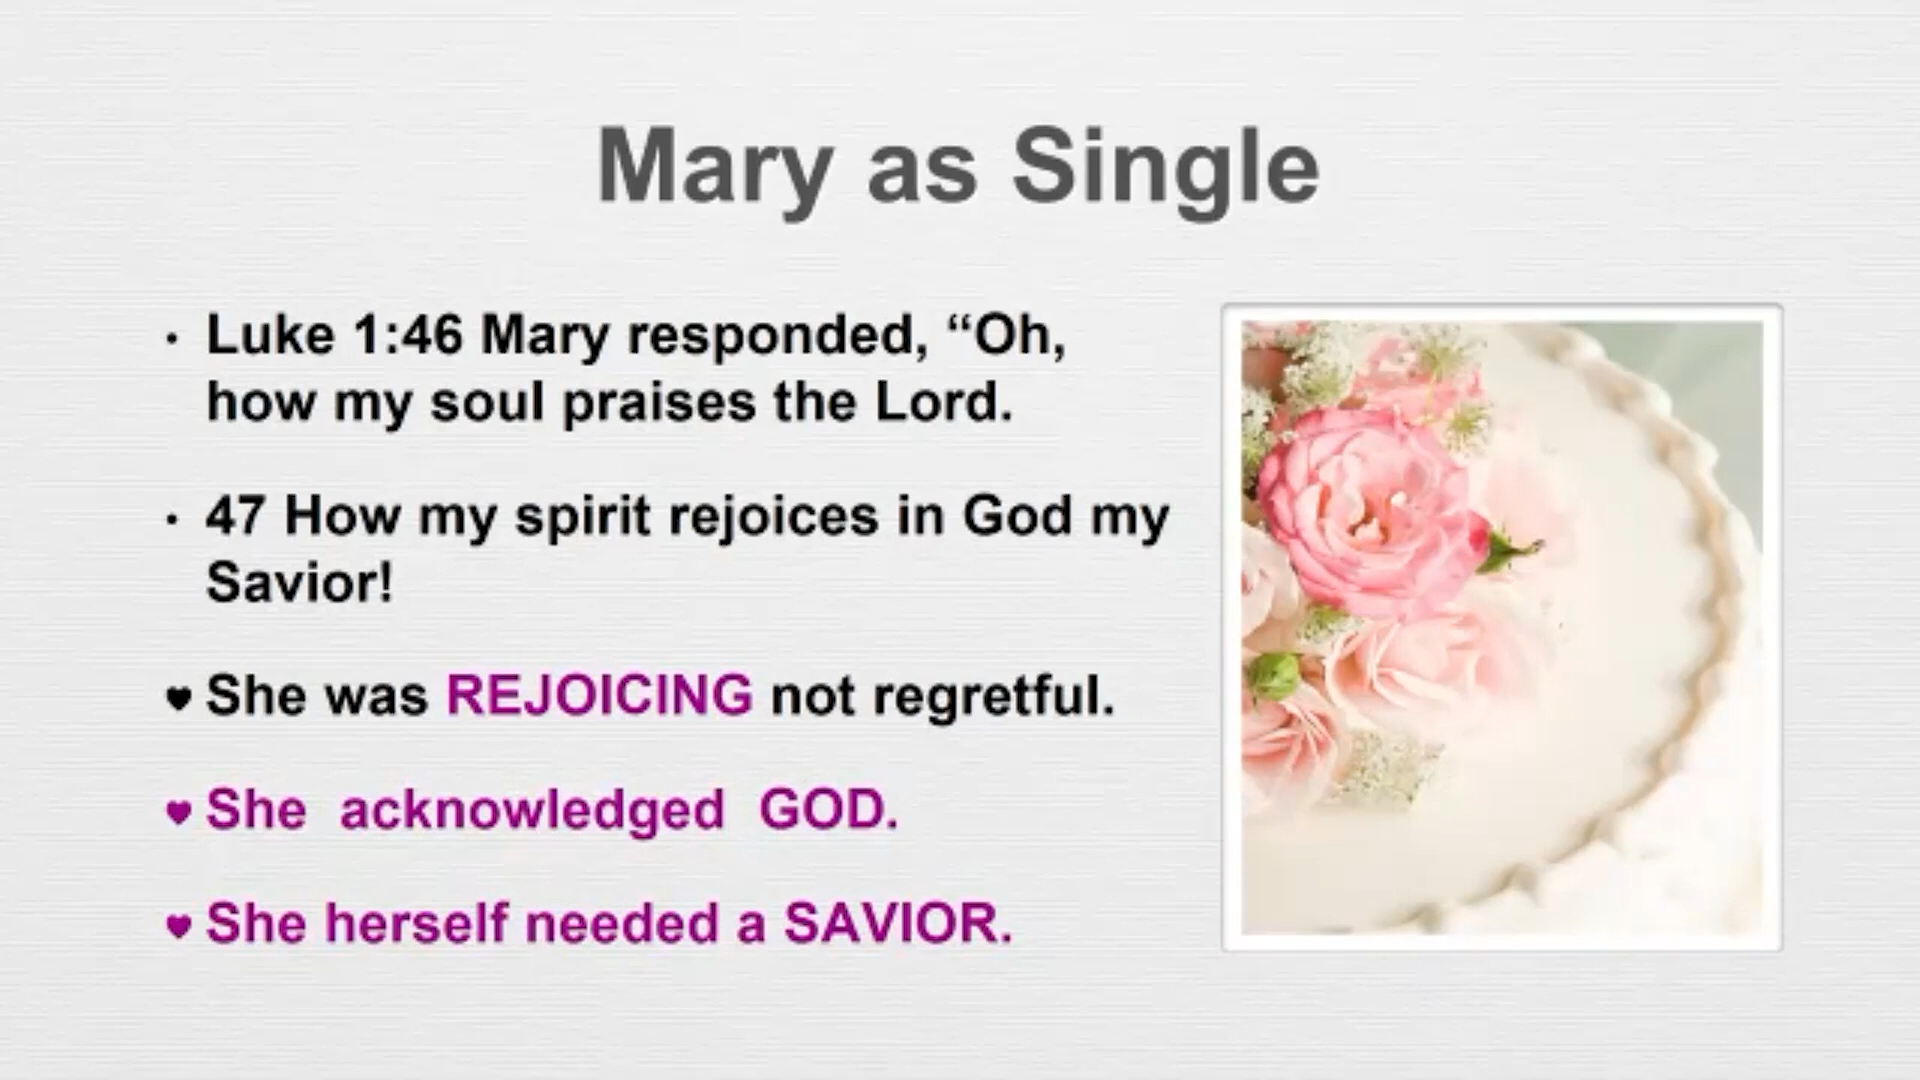 Mary as Single
· Luke 1:46 Mary responded, “Oh,
how my soul praises the Lord.
· 47 How my spirit rejoices in God my
Savior!
♥ She was REJOICING not regretful.
♥ She acknowledged GOD.
♥ She herself needed a SAVIOR.